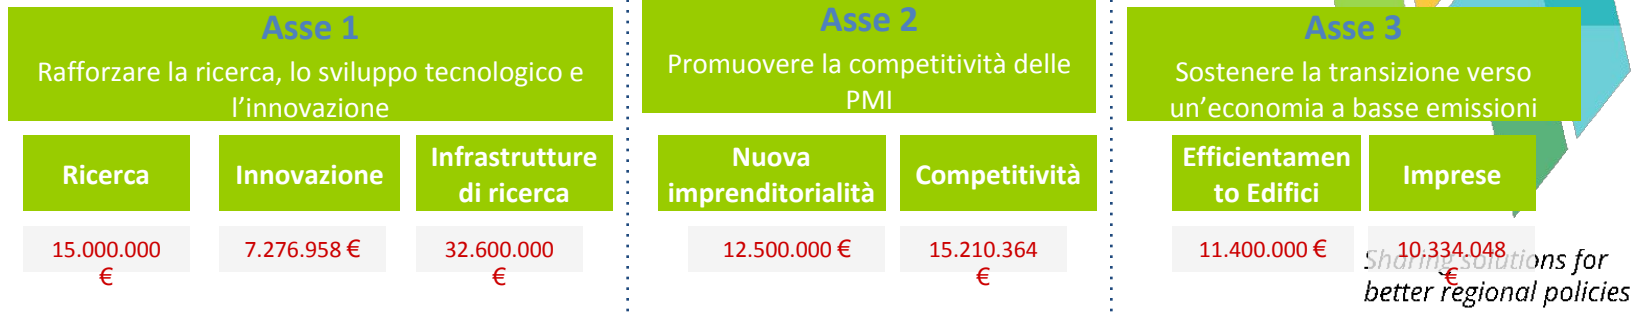 Asse 1
Rafforzare la ricerca, lo sviluppo tecnologico e
l'innovazione
Ricerca
Innovazione
Infrastrutture
di ricerca
15.000.000
€
7.276.958 €
32.600.000
€
Asse 2
Promuovere la competitività delle
PMI
Nuova
imprenditorialità
Competitività
12.500.000 €
15.210.364
€
Asse 3
Sostenere la transizione verso
un'economia a basse emissioni
Efficientamen
to Edifici
Imprese
11.400.000 €
10.334.048
€
Sharing solutions for
better regional policies